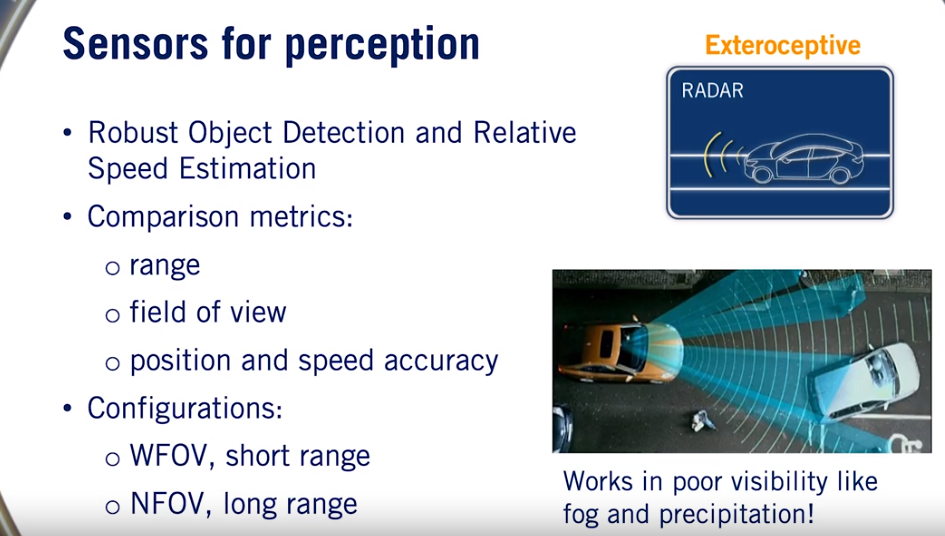 Sensors for perception
Exteroceptive
RADAR
• Robust Object Detection and Relative
Speed Estimation
• Comparison metrics:
○ range
○ field of view
○ position and speed accuracy
• Configurations:
○ WFOV, short range
○ NFOV, long range
Works in poor visibility like
fog and precipitation!